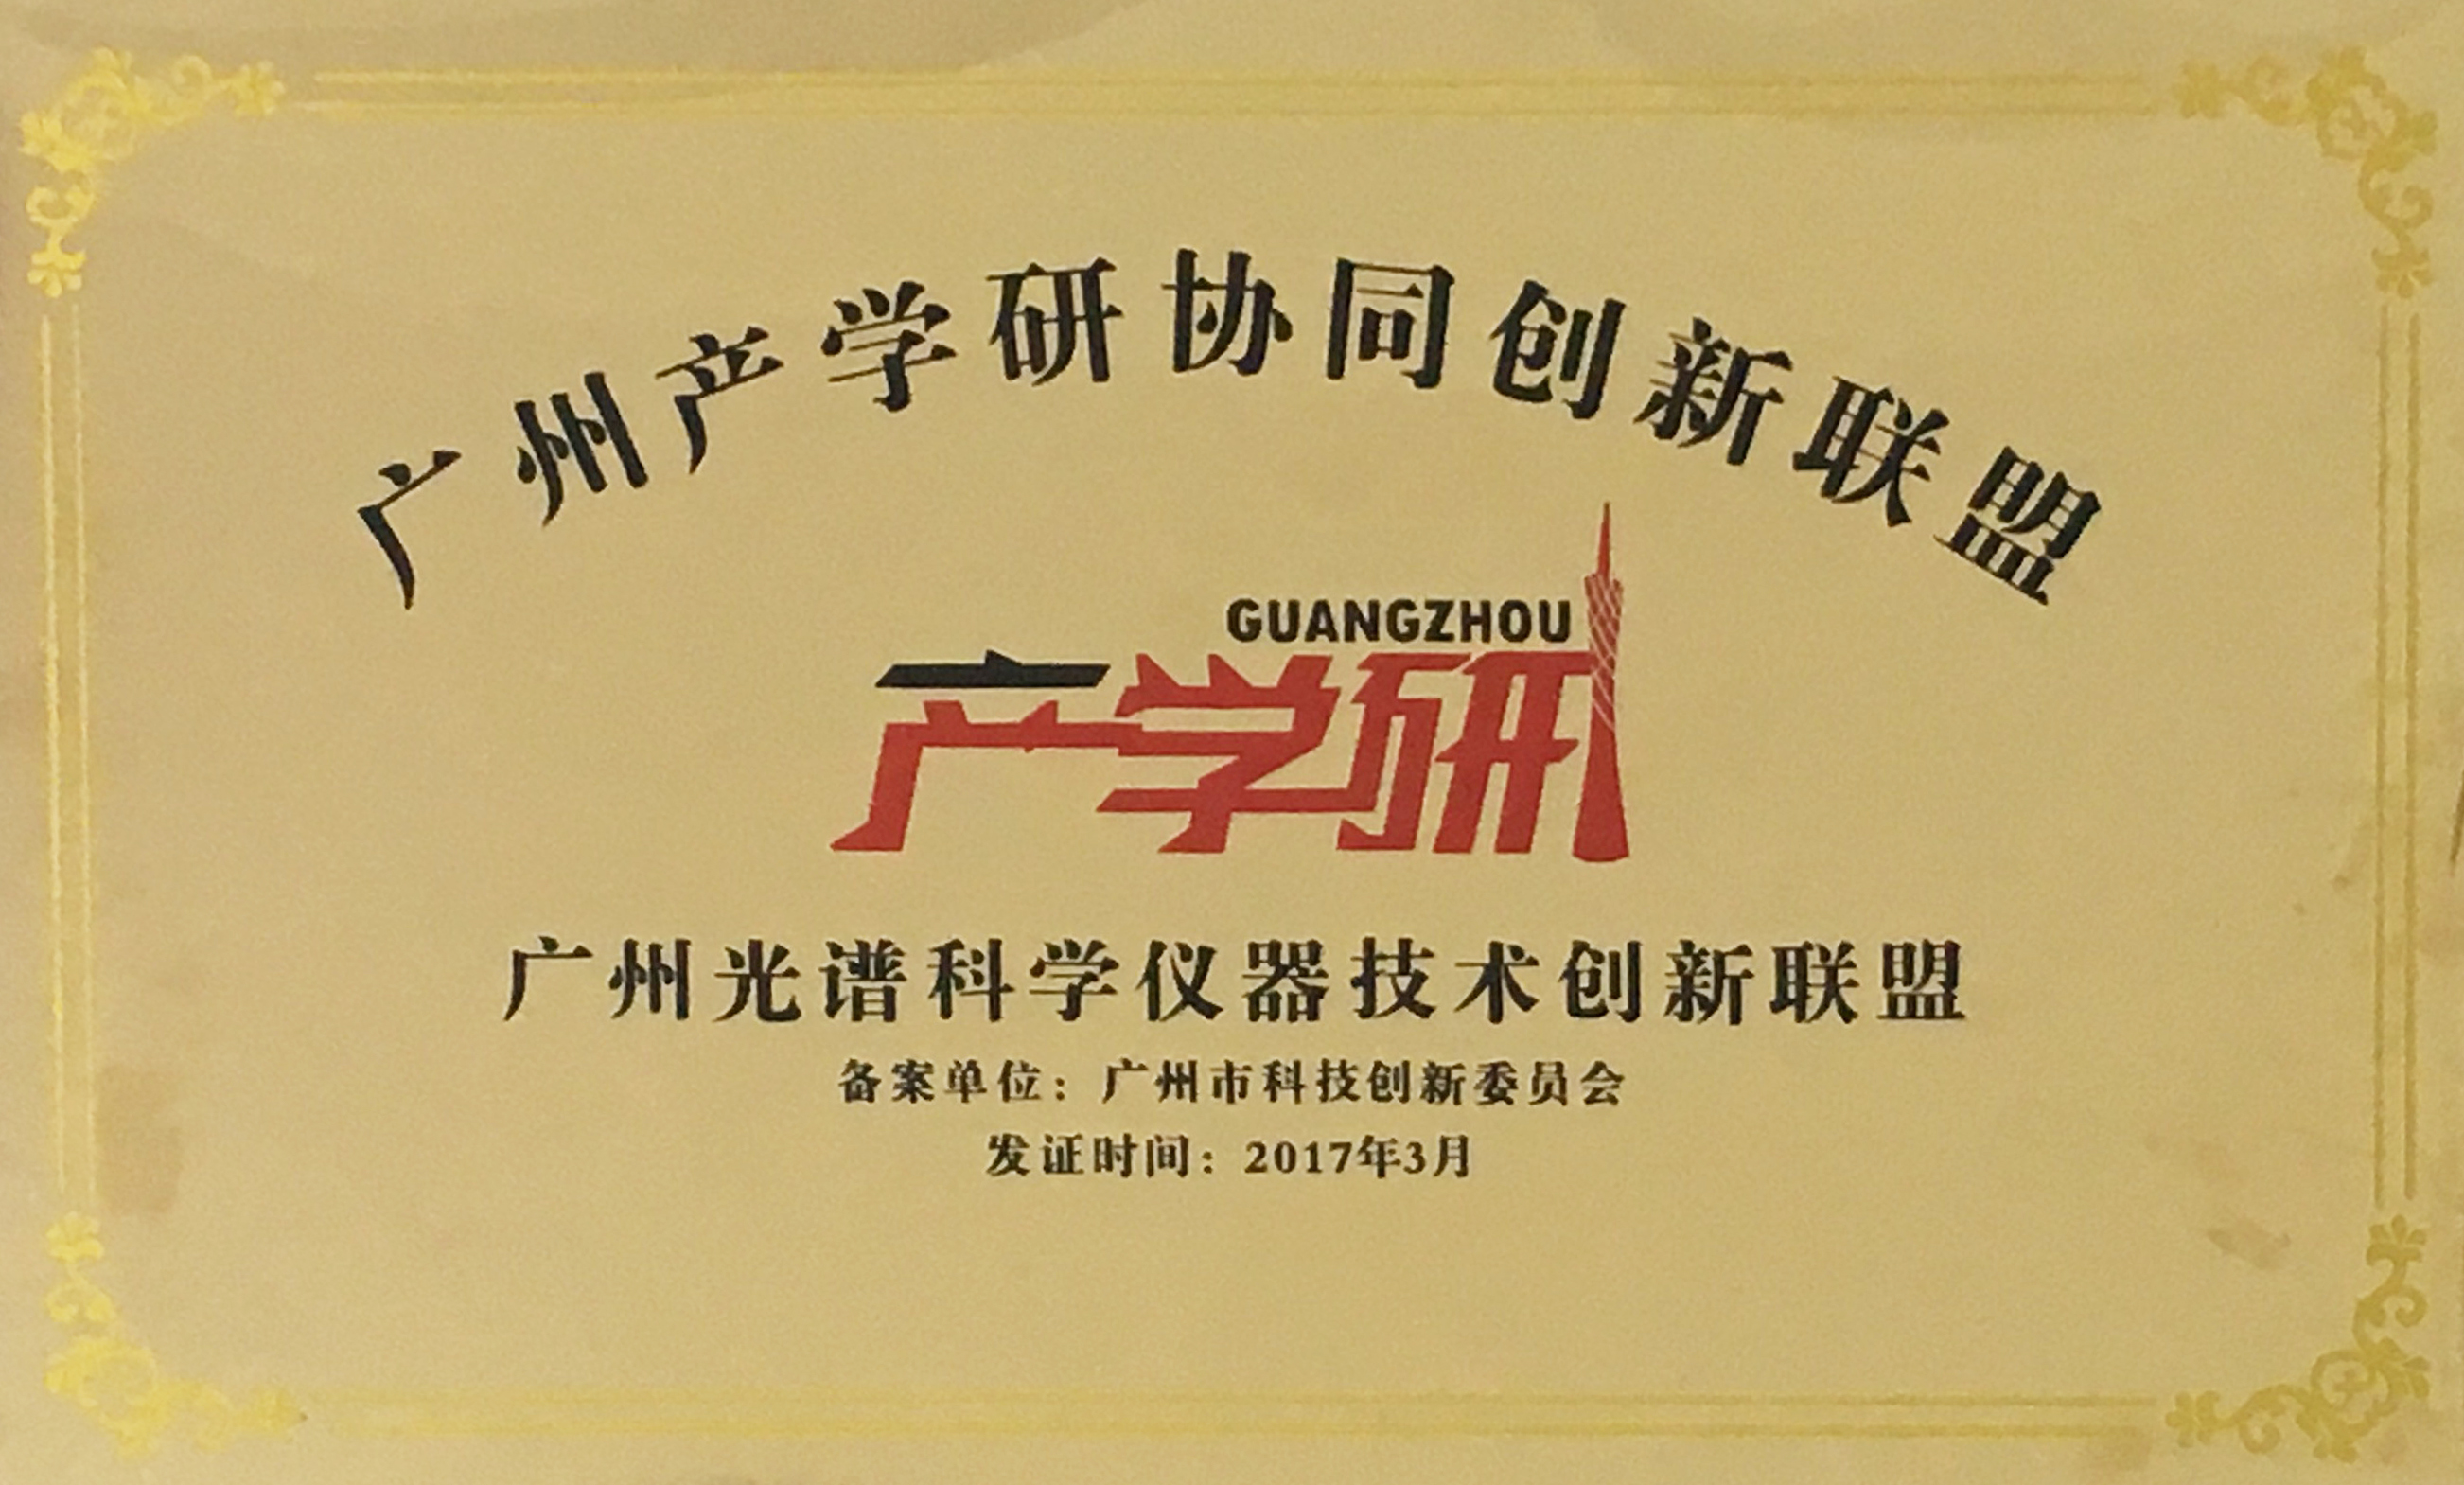 广州产学研协同创新联盟
GUANGZHOU
产学研
广州光谱科学仪器技术创新联盟
备案单位：广州市科技创新委员会
发证时间：2017年3月